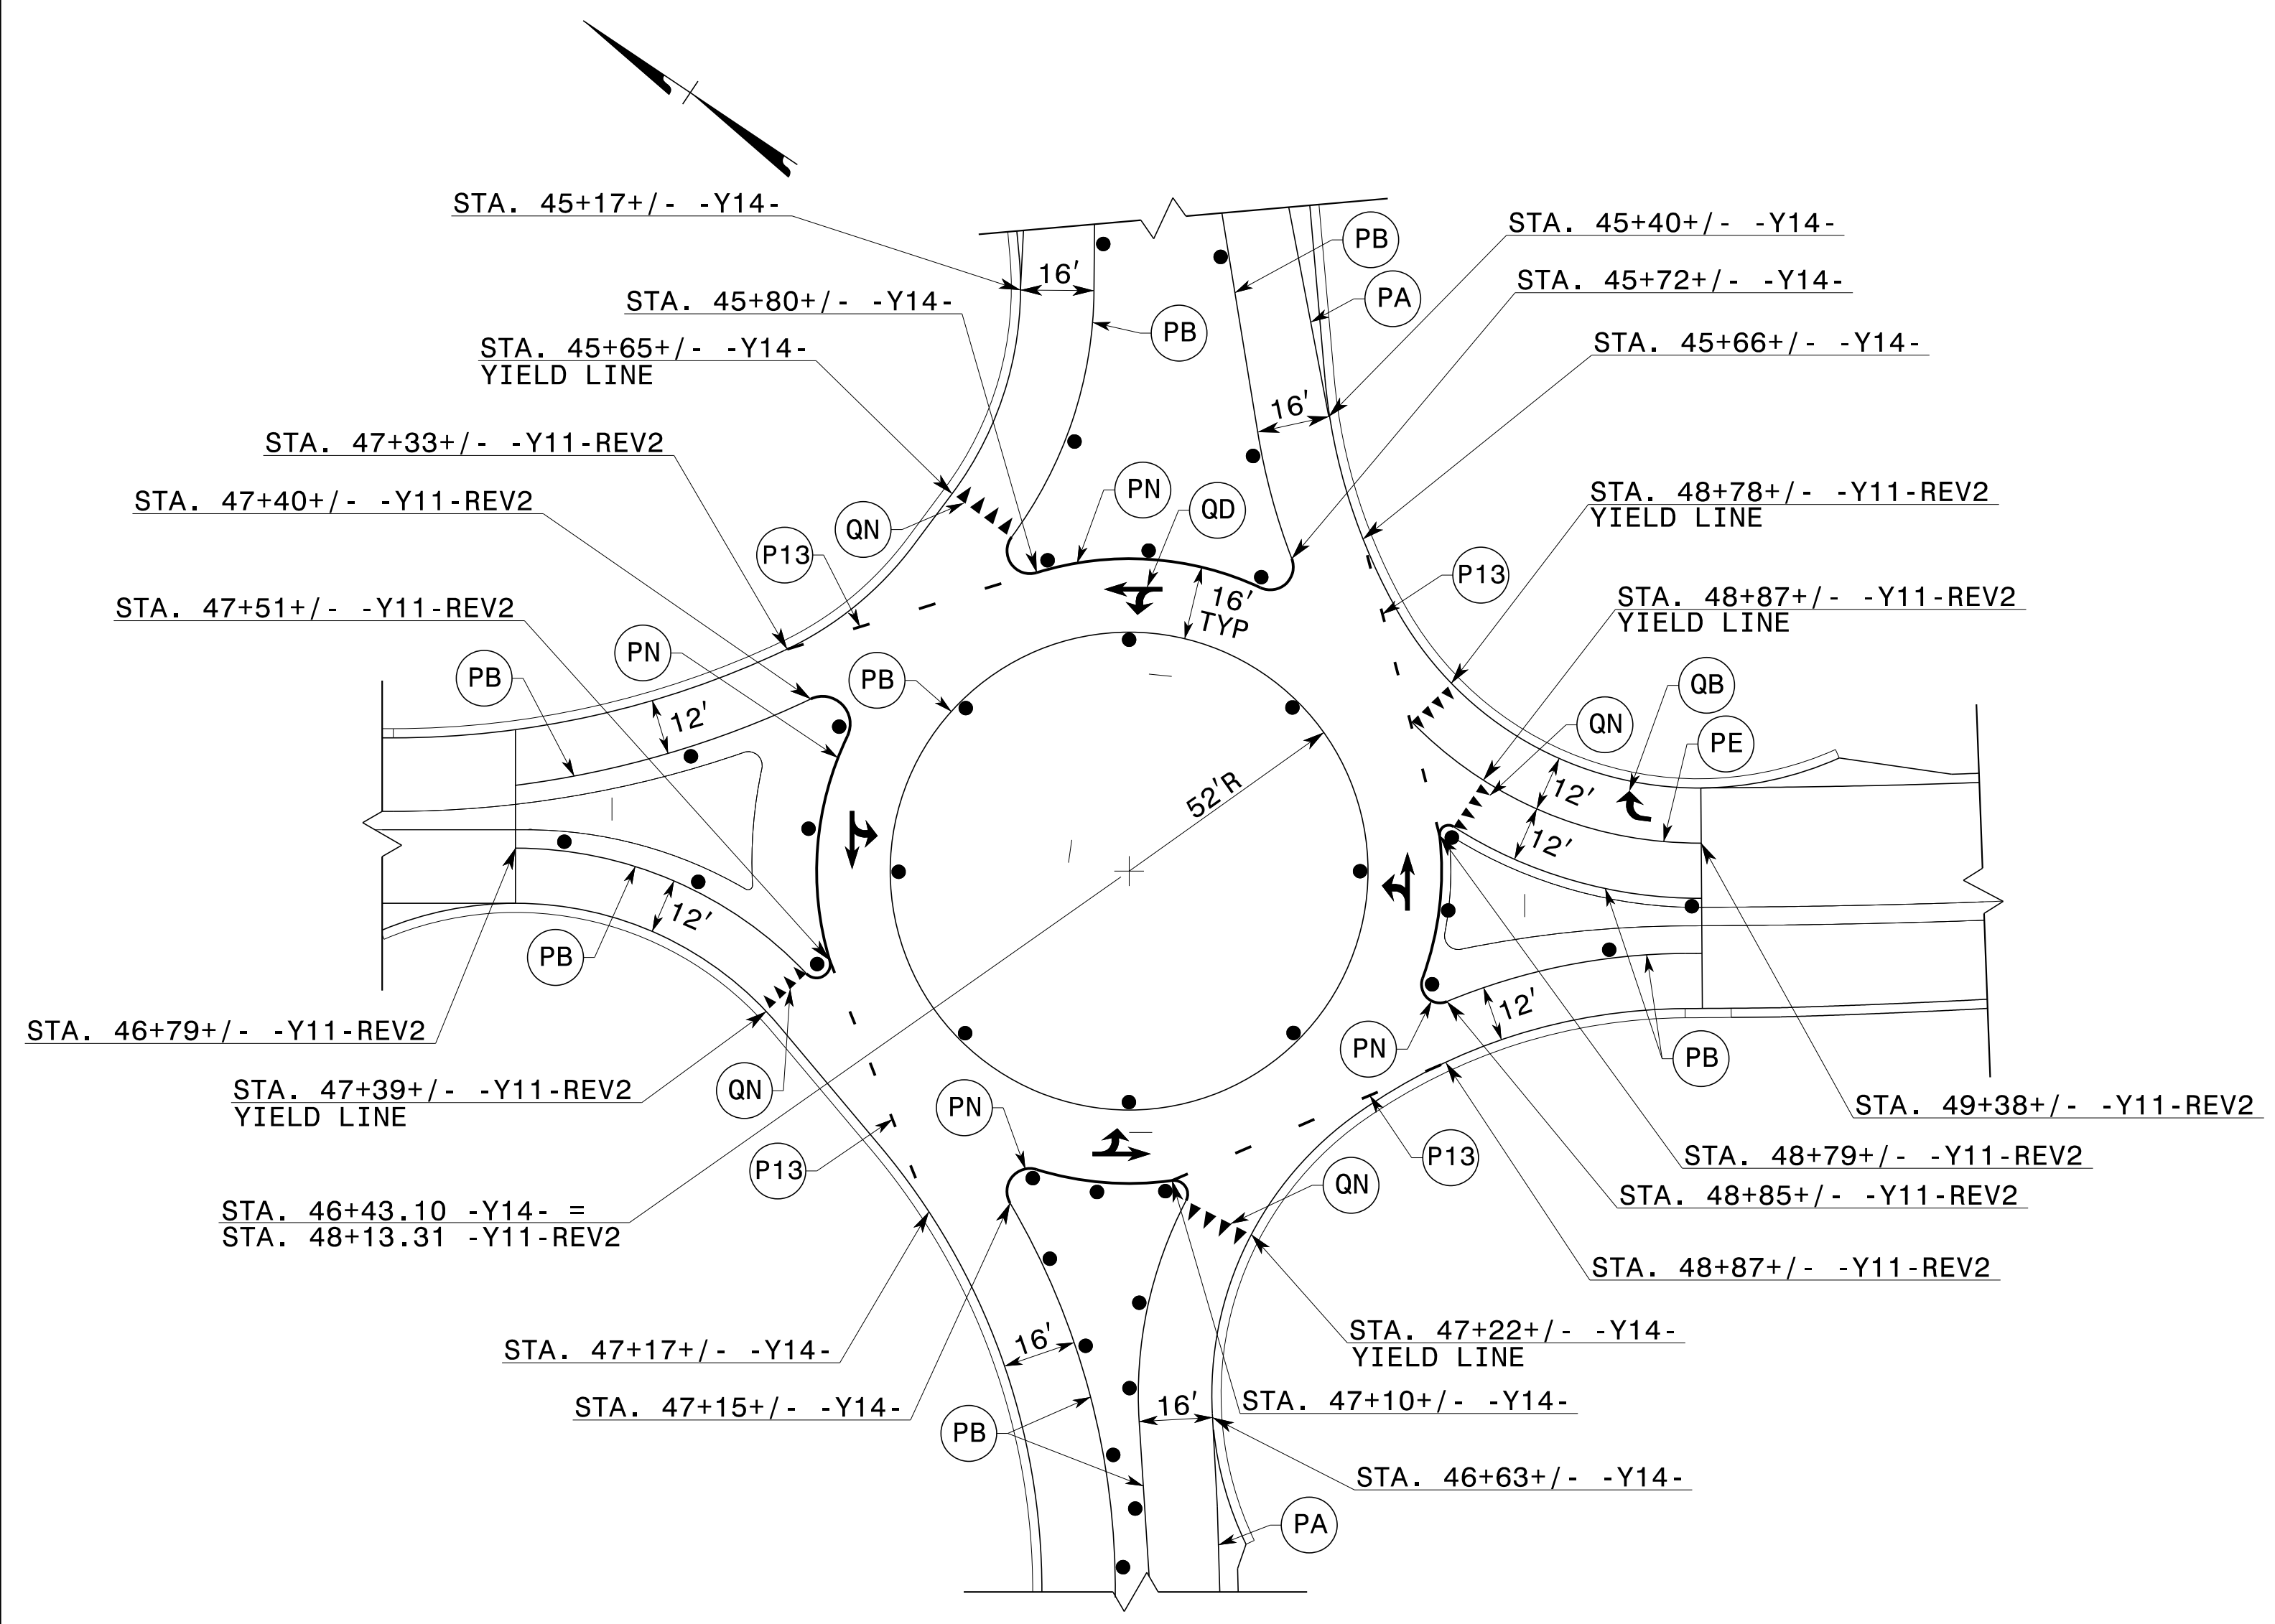 STA. 45+17+/- -Y14-
STA. 45+40+/- -Y14-
PB
16'
STA. 45+72+/- -Y14-
PA
STA. 45+80+/- -Y14-
PB
STA. 45+66+/- -Y14-
STA. 45+65+/- -Y14-
YIELD LINE
16'
STA. 47+33+/- -Y11-REV2
PN
QD
STA. 48+78+/- -Y11-REV2
YIELD LINE
STA. 47+40+/- -Y11-REV2
QN
P13
P13
16'
TYP
STA. 48+87+/- -Y11-REV2
YIELD LINE
STA. 47+51+/- -Y11-REV2
PN
PB
PB
QB
QN
PE
12'
52'R
12'
12'
12'
PB
12'
STA. 46+79+/- -Y11-REV2
PN
PB
STA. 47+39+/- -Y11-REV2
YIELD LINE
QN
PN
STA. 49+38+/- -Y11-REV2
P13
P13
STA. 48+79+/- -Y11-REV2
QN
STA. 48+85+/- -Y11-REV2
STA. 46+43.10 -Y14- =
STA. 48+13.31 -Y11-REV2
STA. 48+87+/- -Y11-REV2
STA. 47+22+/- -Y14-
YIELD LINE
STA. 47+17+/- -Y14-
16'
STA. 47+15+/- -Y14-
16'
STA. 47+10+/- -Y14-
PB
STA. 46+63+/- -Y14-
PA